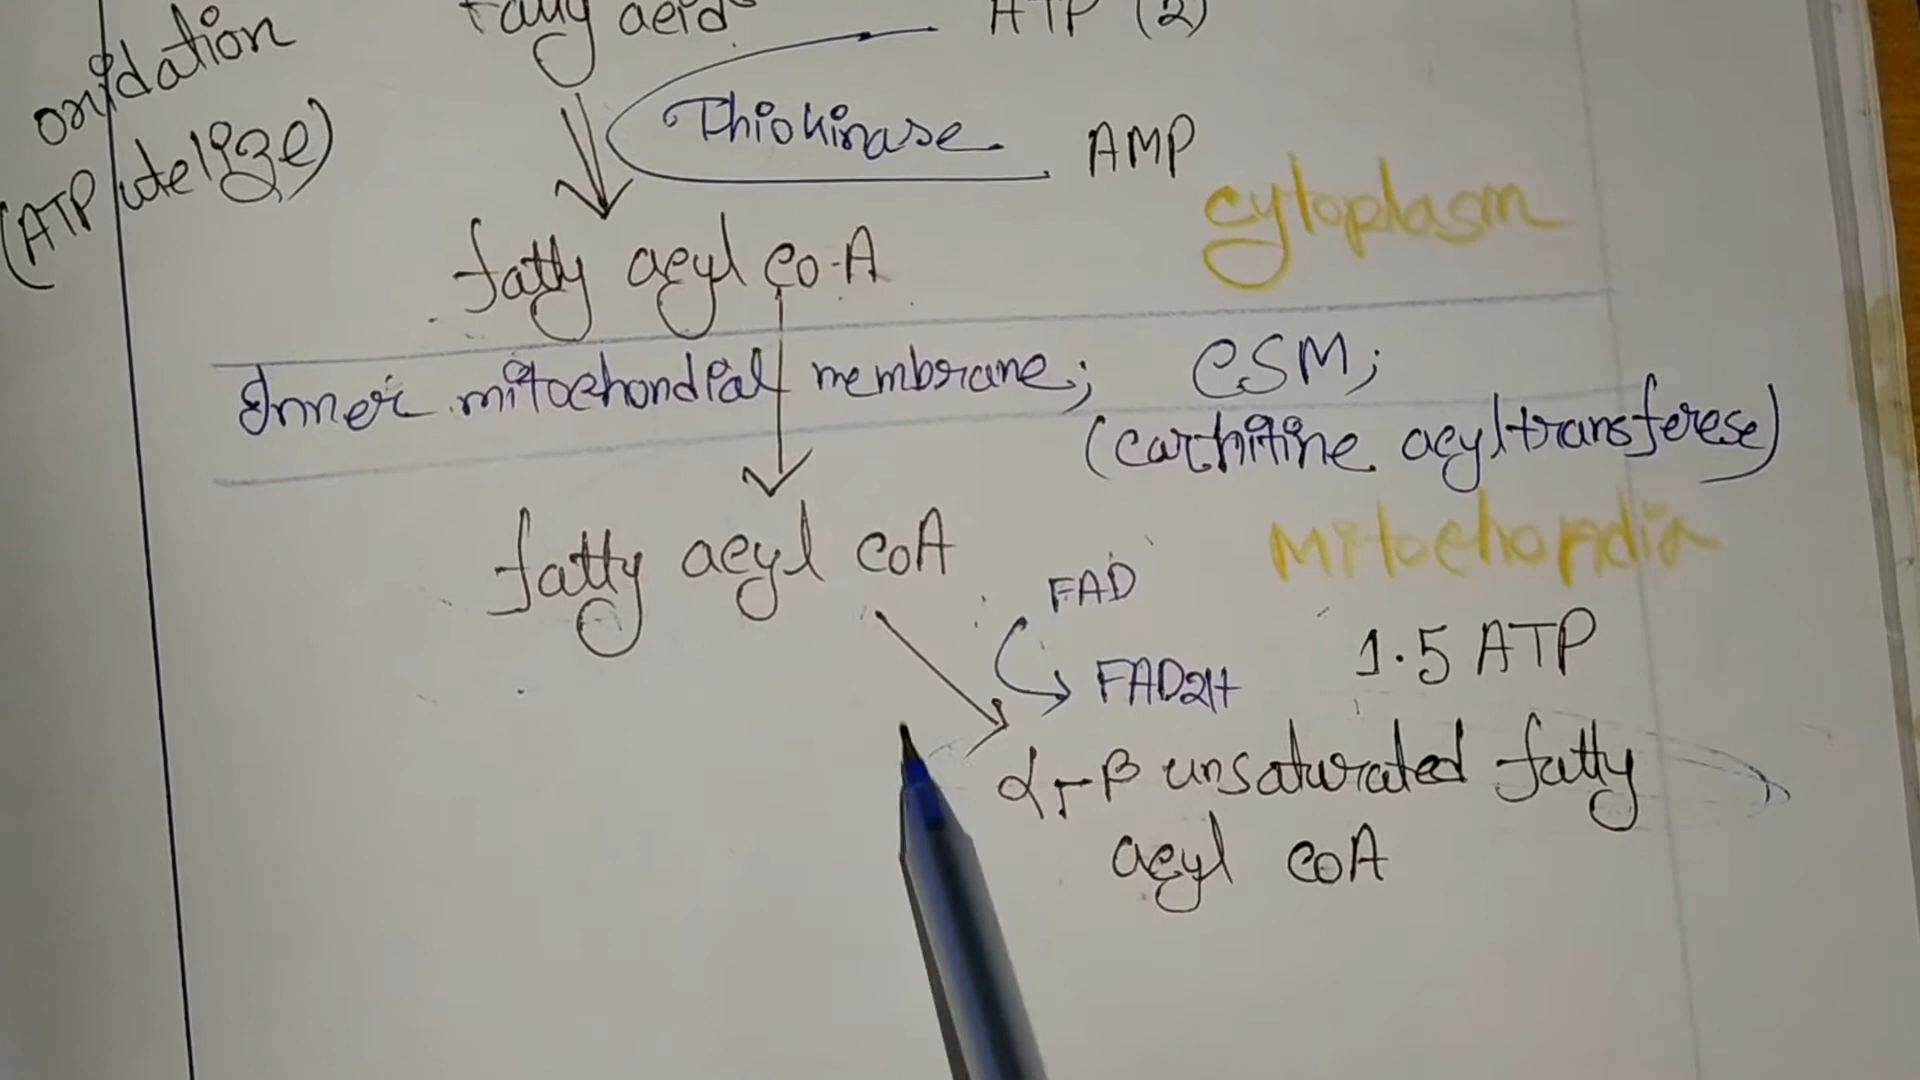 oxidation
(ATP utelize)
Fatty acid
ATP (2)
Thiokinase
AMP
fatty acyl co-A
cytoplasm
Inner mitochondrial membrane;
CSM;
(carnitine acyltransferese)
fatty acyl coA
Mitochondia
FAD
FAD2H
1.5 ATP
α-β unsaturated fatty
acyl coA